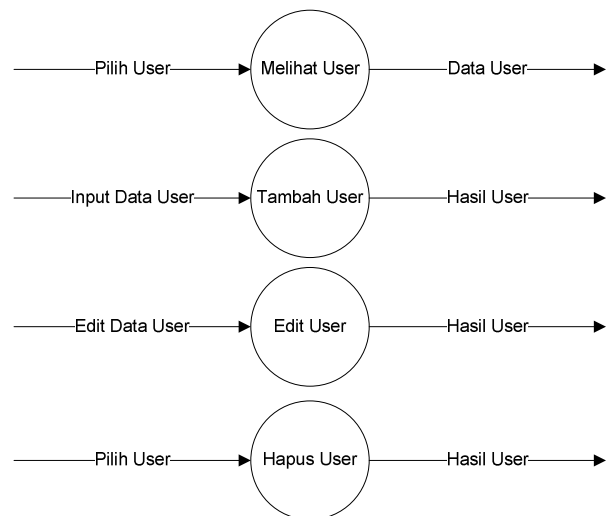 Pilih User Melihat User Data User
Input Data User Tambah User Hasil User
Edit Data User Edit User Hasil User
Pilih User Hapus User Hasil User